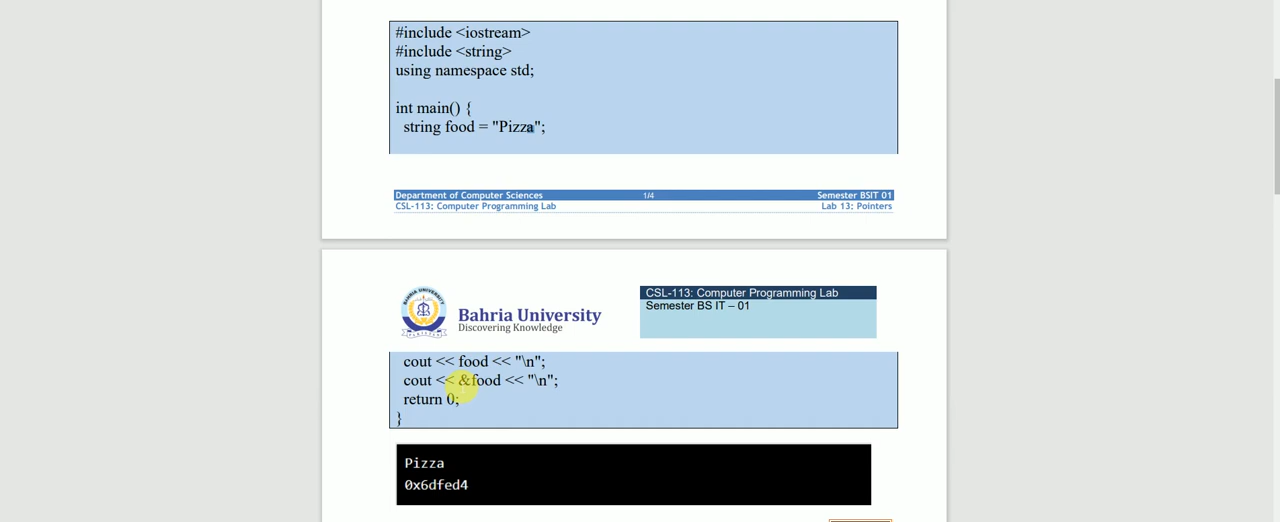 #include <iostream>
#include <string>
using namespace std;
int main() {
string food = "Pizza";
Department of Computer Sciences 1/4 Semester BSIT 01
CSL-113: Computer Programming Lab Lab 13: Pointers
Bahria University
Discovering Knowledge
CSL-113: Computer Programming Lab
Semester BS IT – 01
cout << food << "\n";
cout << &food << "\n";
return 0;
}
Pizza
0x6dfed4